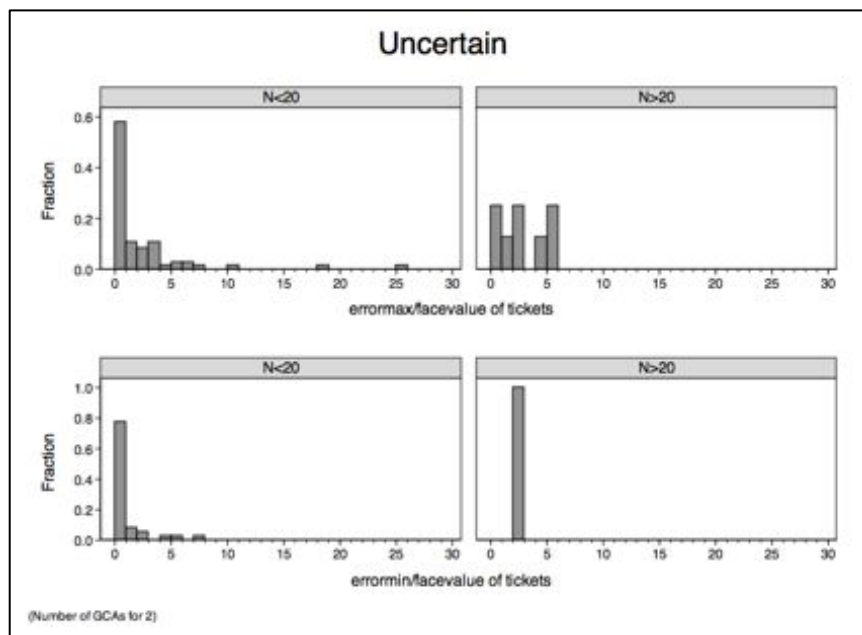 Uncertain
N<20 N>20
0.6
0.4
0.2
0.0
Fraction
0 5 10 15 20 25 30 0 5 10 15 20 25 30
errormax/facevalue of tickets
N<20 N>20
1.0
0.8
0.6
0.4
0.2
0.0
Fraction
0 5 10 15 20 25 30 0 5 10 15 20 25 30
errormin/facevalue of tickets
(Number of GCAs for 2)